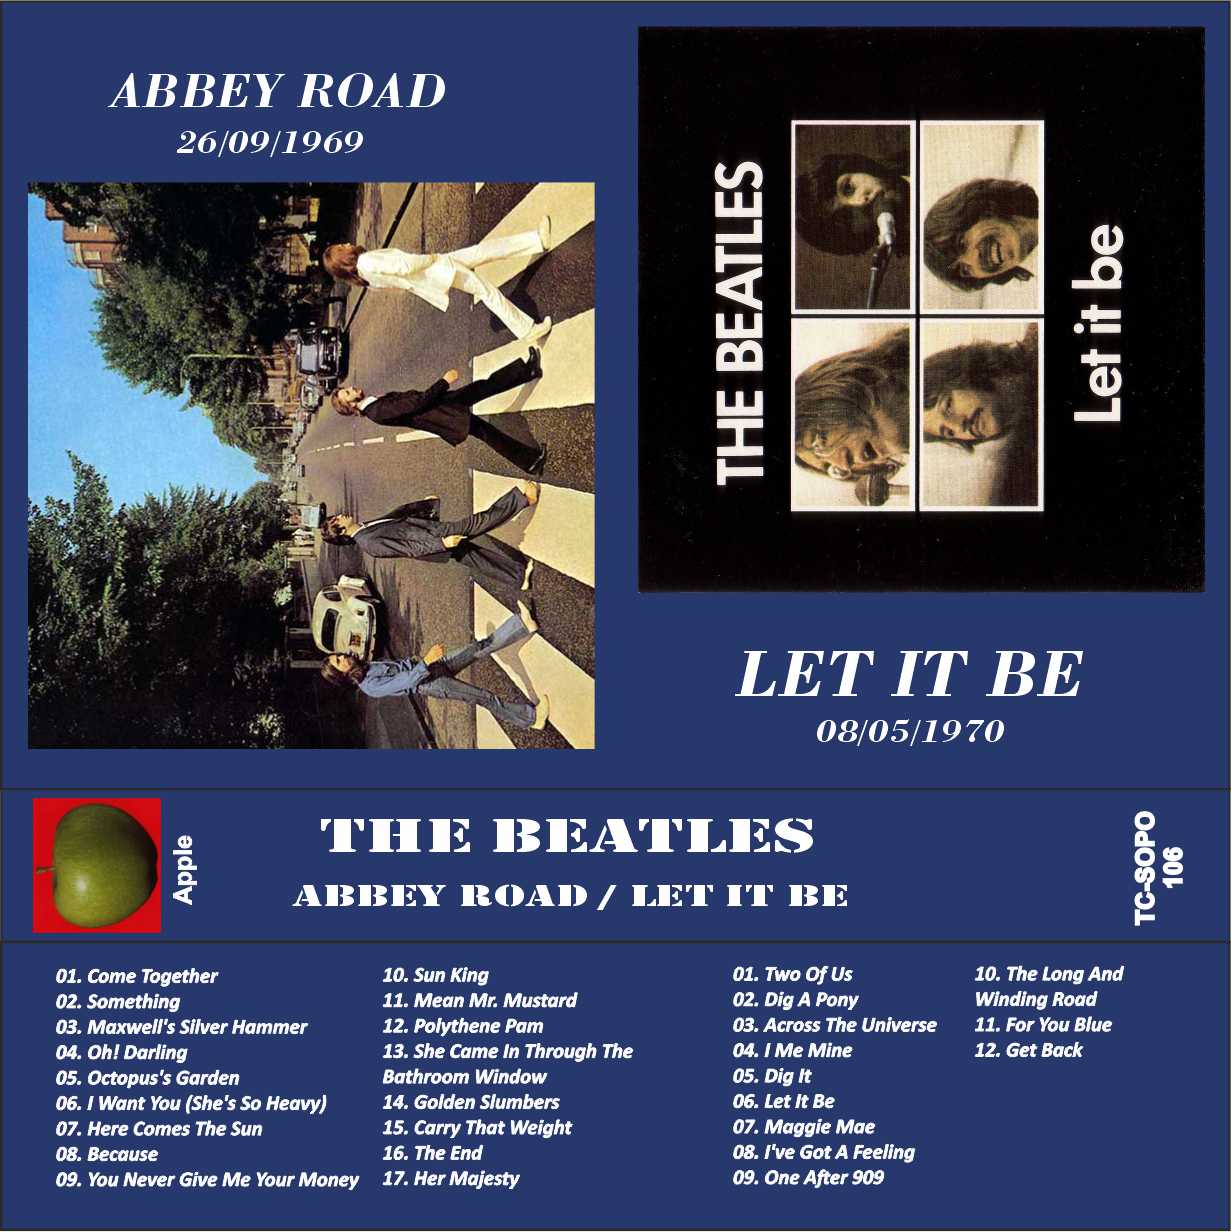 ABBEY ROAD
26/09/1969
THE BEATLES
Let it be
LET IT BE
08/05/1970
Apple
THE BEATLES
ABBEY ROAD / LET IT BE
TC-SOPO
106
01. Come Together
02. Something
03. Maxwell's Silver Hammer
04. Oh! Darling
05. Octopus's Garden
06. I Want You (She's So Heavy)
07. Here Comes The Sun
08. Because
09. You Never Give Me Your Money
10. Sun King
11. Mean Mr. Mustard
12. Polythene Pam
13. She Came In Through The
Bathroom Window
14. Golden Slumbers
15. Carry That Weight
16. The End
17. Her Majesty
01. Two Of Us
02. Dig A Pony
03. Across The Universe
04. I Me Mine
05. Dig It
06. Let It Be
07. Maggie Mae
08. I've Got A Feeling
09. One After 909
10. The Long And
Winding Road
11. For You Blue
12. Get Back